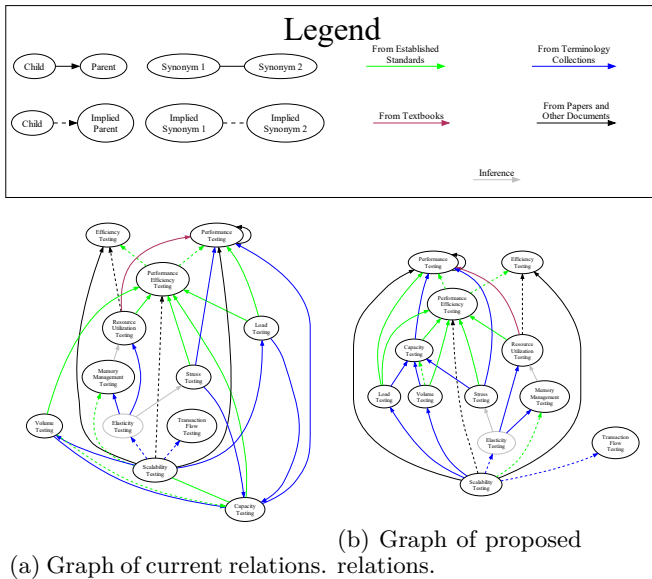 Legend
From Established
Standards
From Terminology
Collections
Child
Parent
Synonym 1
Synonym 2
From Textbooks
From Papers and
Other Documents
Child
Implied
Parent
Implied
Synonym 1
Implied
Synonym 2
Inference
Efficiency
Testing
Performance
Testing
Performance
Efficiency
Testing
Resource
Utilization
Testing
Load
Testing
Memory
Management
Testing
Stress
Testing
Volume
Testing
Elasticity
Testing
Transaction
Flow
Testing
Scalability
Testing
Capacity
Testing
(a) Graph of current relations.
Performance
Testing
Efficiency
Testing
Performance
Efficiency
Testing
Capacity
Testing
Resource
Utilization
Testing
Load
Testing
Volume
Testing
Stress
Testing
Memory
Management
Testing
Elasticity
Testing
Transaction
Flow
Testing
Scalability
Testing
(b) Graph of proposed
relations.